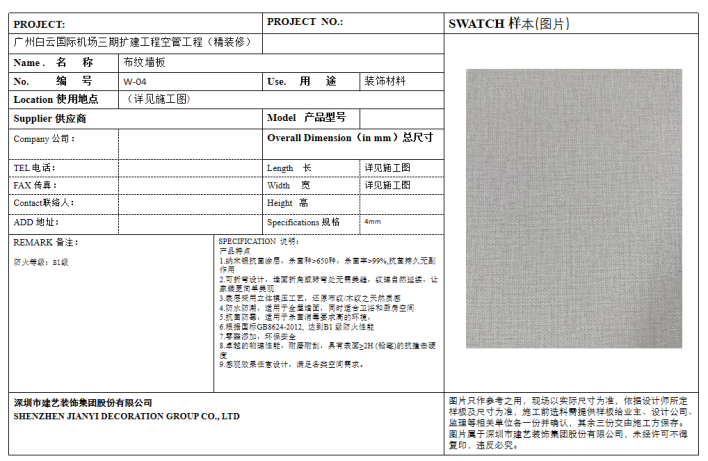 PROJECT:
PROJECT NO.:
SWATCH 样本(图片)
广州白云国际机场三期扩建工程空管工程（精装修）
Name . 名 称
布纹墙板
No. 编 号
W-04
Use. 用 途
装饰材料
Location 使用地点
（详见施工图）
Supplier 供应商
Model 产品型号
Company 公司：
Overall Dimension（in mm）总尺寸
TEL 电话：
Length 长
详见施工图
FAX 传真：
Width 宽
详见施工图
Contact联络人：
Height 高
ADD 地址：
Specifications 规格
4mm
REMARK 备注：
防火等级：B1级
SPECIFICATION 说明：
产品特点
1.纳米银抗菌涂层，杀菌种>650种，杀菌率>99%,抗菌持久无副
作用
2.可折弯设计，墙面折角或转弯处无需美缝，纹理自然延续，让
家装更简单美观
3.表层采用立体模压工艺，还原布纹/木纹之天然质感
4.防水防潮，适用于金属墙面，同时适合卫浴和厨房空间
5.抗菌防霉，适用于杀菌消毒要求高的环境，
6.根据国标GB8624-2012, 达到B1 级防火性能
7.零醛添加，环保安全
8.卓越的物理性能，耐磨耐刮，具有表面≥2H (铅笔)的抗撞击硬
度
9.感观效果任意设计，满足各类空间需求。
深圳市建艺装饰集团股份有限公司
SHENZHEN JIANYI DECORATION GROUP CO., LTD
图片只作参考之用，现场以实际尺寸为准，依据设计师所定
样板及尺寸为准，施工前选料需提供样板给业主、设计公司、
监理等相关单位各一份并确认，其余三份交由施工方保存。
图片属于深圳市建艺装饰集团股份有限公司，未经许可不得
复印，违反必究。